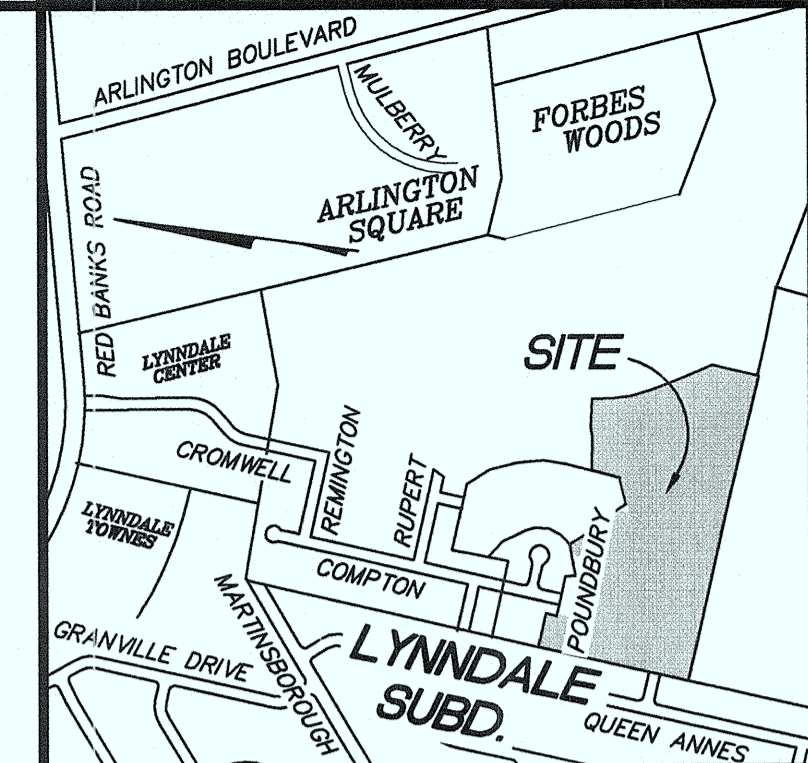 ARLINGTON BOULEVARD
MULBERRY
FORBES
WOODS
ARLINGTON
SQUARE
RED BANKS ROAD
LYNNDALE
CENTER
SITE
CROMWELL
REMINGTON
RUPERT
LYNNDALE
TOWNES
COMPTON
POUNDBURY
MARTINSBOROUGH
GRANVILLE DRIVE
LYNNDALE
SUBD.
QUEEN ANNES